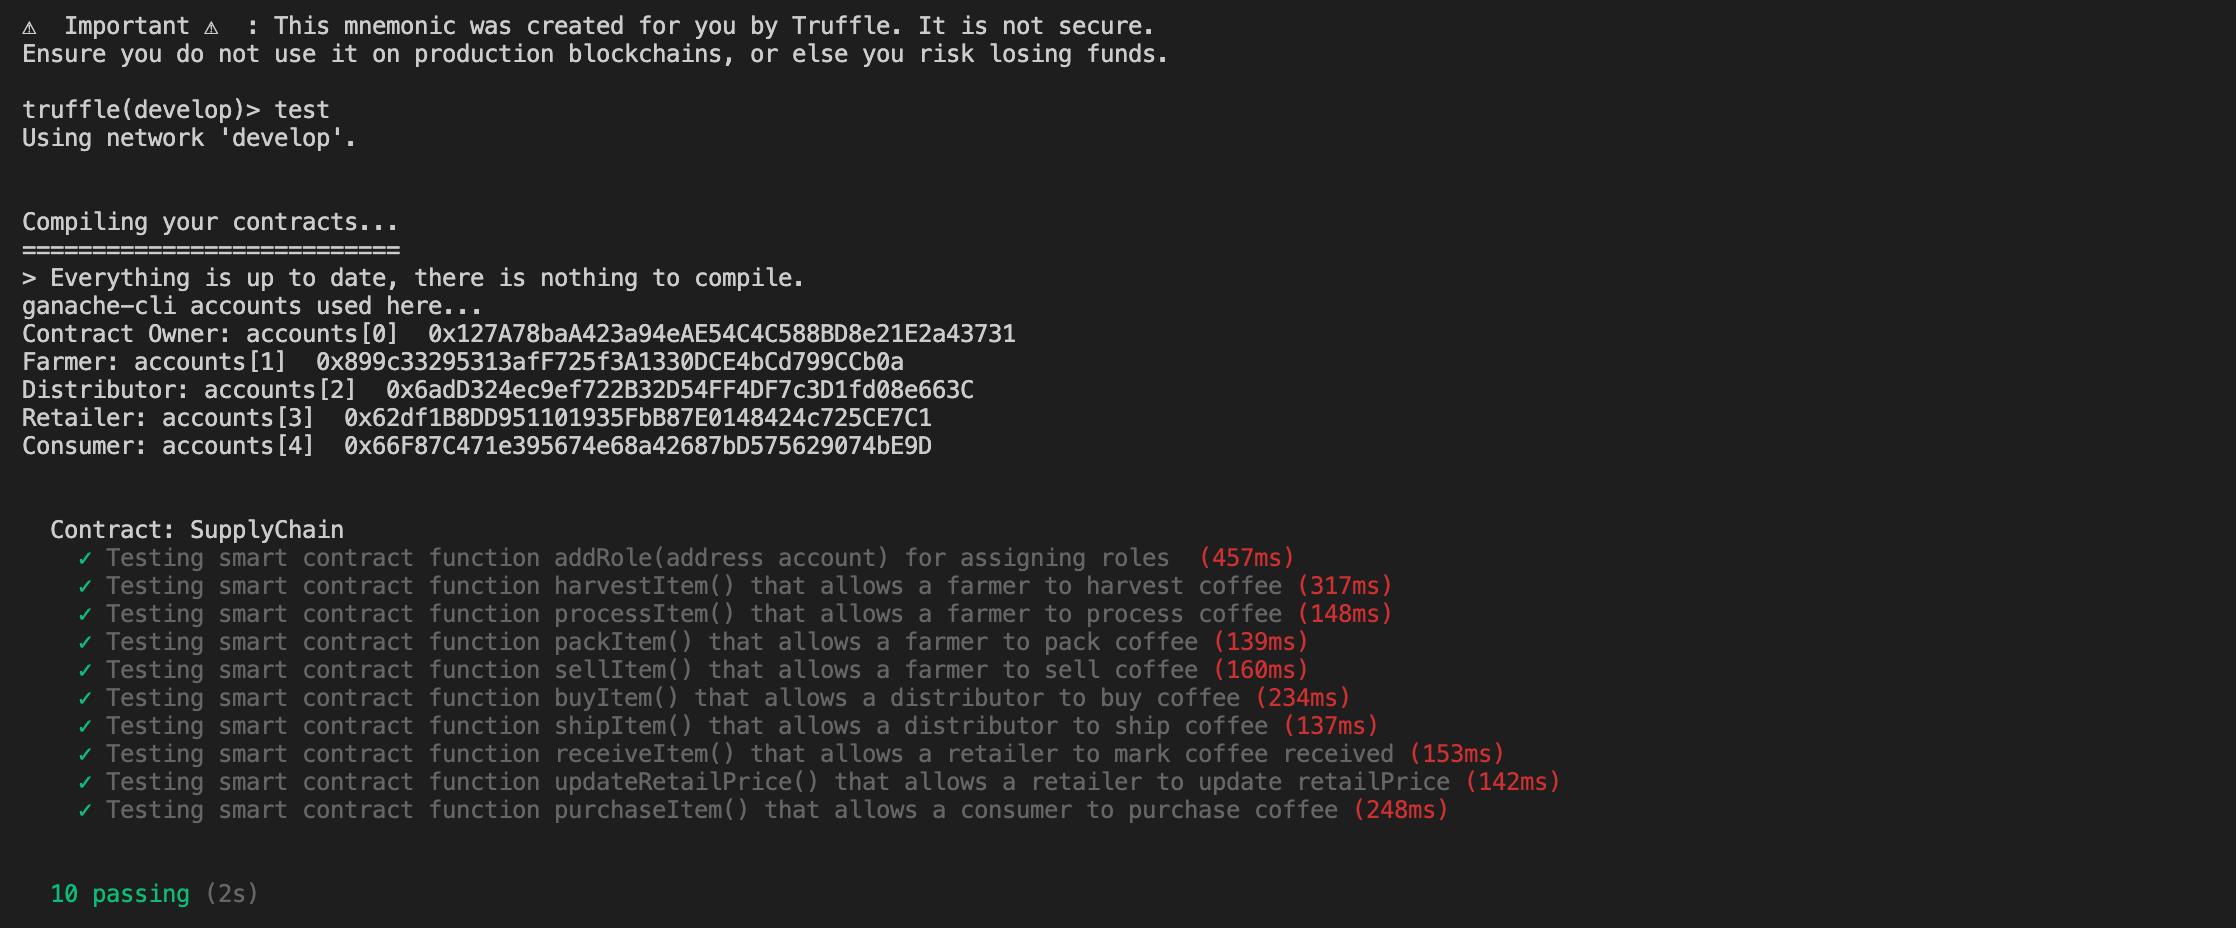 ⚠  Important ⚠  : This mnemonic was created for you by Truffle. It is not secure.
Ensure you do not use it on production blockchains, or else you risk losing funds.
truffle(develop)> test
Using network 'develop'.
Compiling your contracts...
===========================
> Everything is up to date, there is nothing to compile.
ganache-cli accounts used here...
Contract Owner: accounts[0]  0x127A78baA423a94eAE54C4C588BD8e21E2a43731
Farmer: accounts[1]  0x899c33295313afF725f3A1330DCE4bCd799CCb0a
Distributor: accounts[2]  0x6adD324ec9ef722B32D54FF4DF7c3D1fd08e663C
Retailer: accounts[3]  0x62df1B8DD951101935FbB87E0148424c725CE7C1
Consumer: accounts[4]  0x66F87C471e395674e68a42687bD575629074bE9D
Contract: SupplyChain
✓ Testing smart contract function addRole(address account) for assigning roles  (457ms)
✓ Testing smart contract function harvestItem() that allows a farmer to harvest coffee (317ms)
✓ Testing smart contract function processItem() that allows a farmer to process coffee (148ms)
✓ Testing smart contract function packItem() that allows a farmer to pack coffee (139ms)
✓ Testing smart contract function sellItem() that allows a farmer to sell coffee (160ms)
✓ Testing smart contract function buyItem() that allows a distributor to buy coffee (234ms)
✓ Testing smart contract function shipItem() that allows a distributor to ship coffee (137ms)
✓ Testing smart contract function receiveItem() that allows a retailer to mark coffee received (153ms)
✓ Testing smart contract function updateRetailPrice() that allows a retailer to update retailPrice (142ms)
✓ Testing smart contract function purchaseItem() that allows a consumer to purchase coffee (248ms)
10 passing (2s)